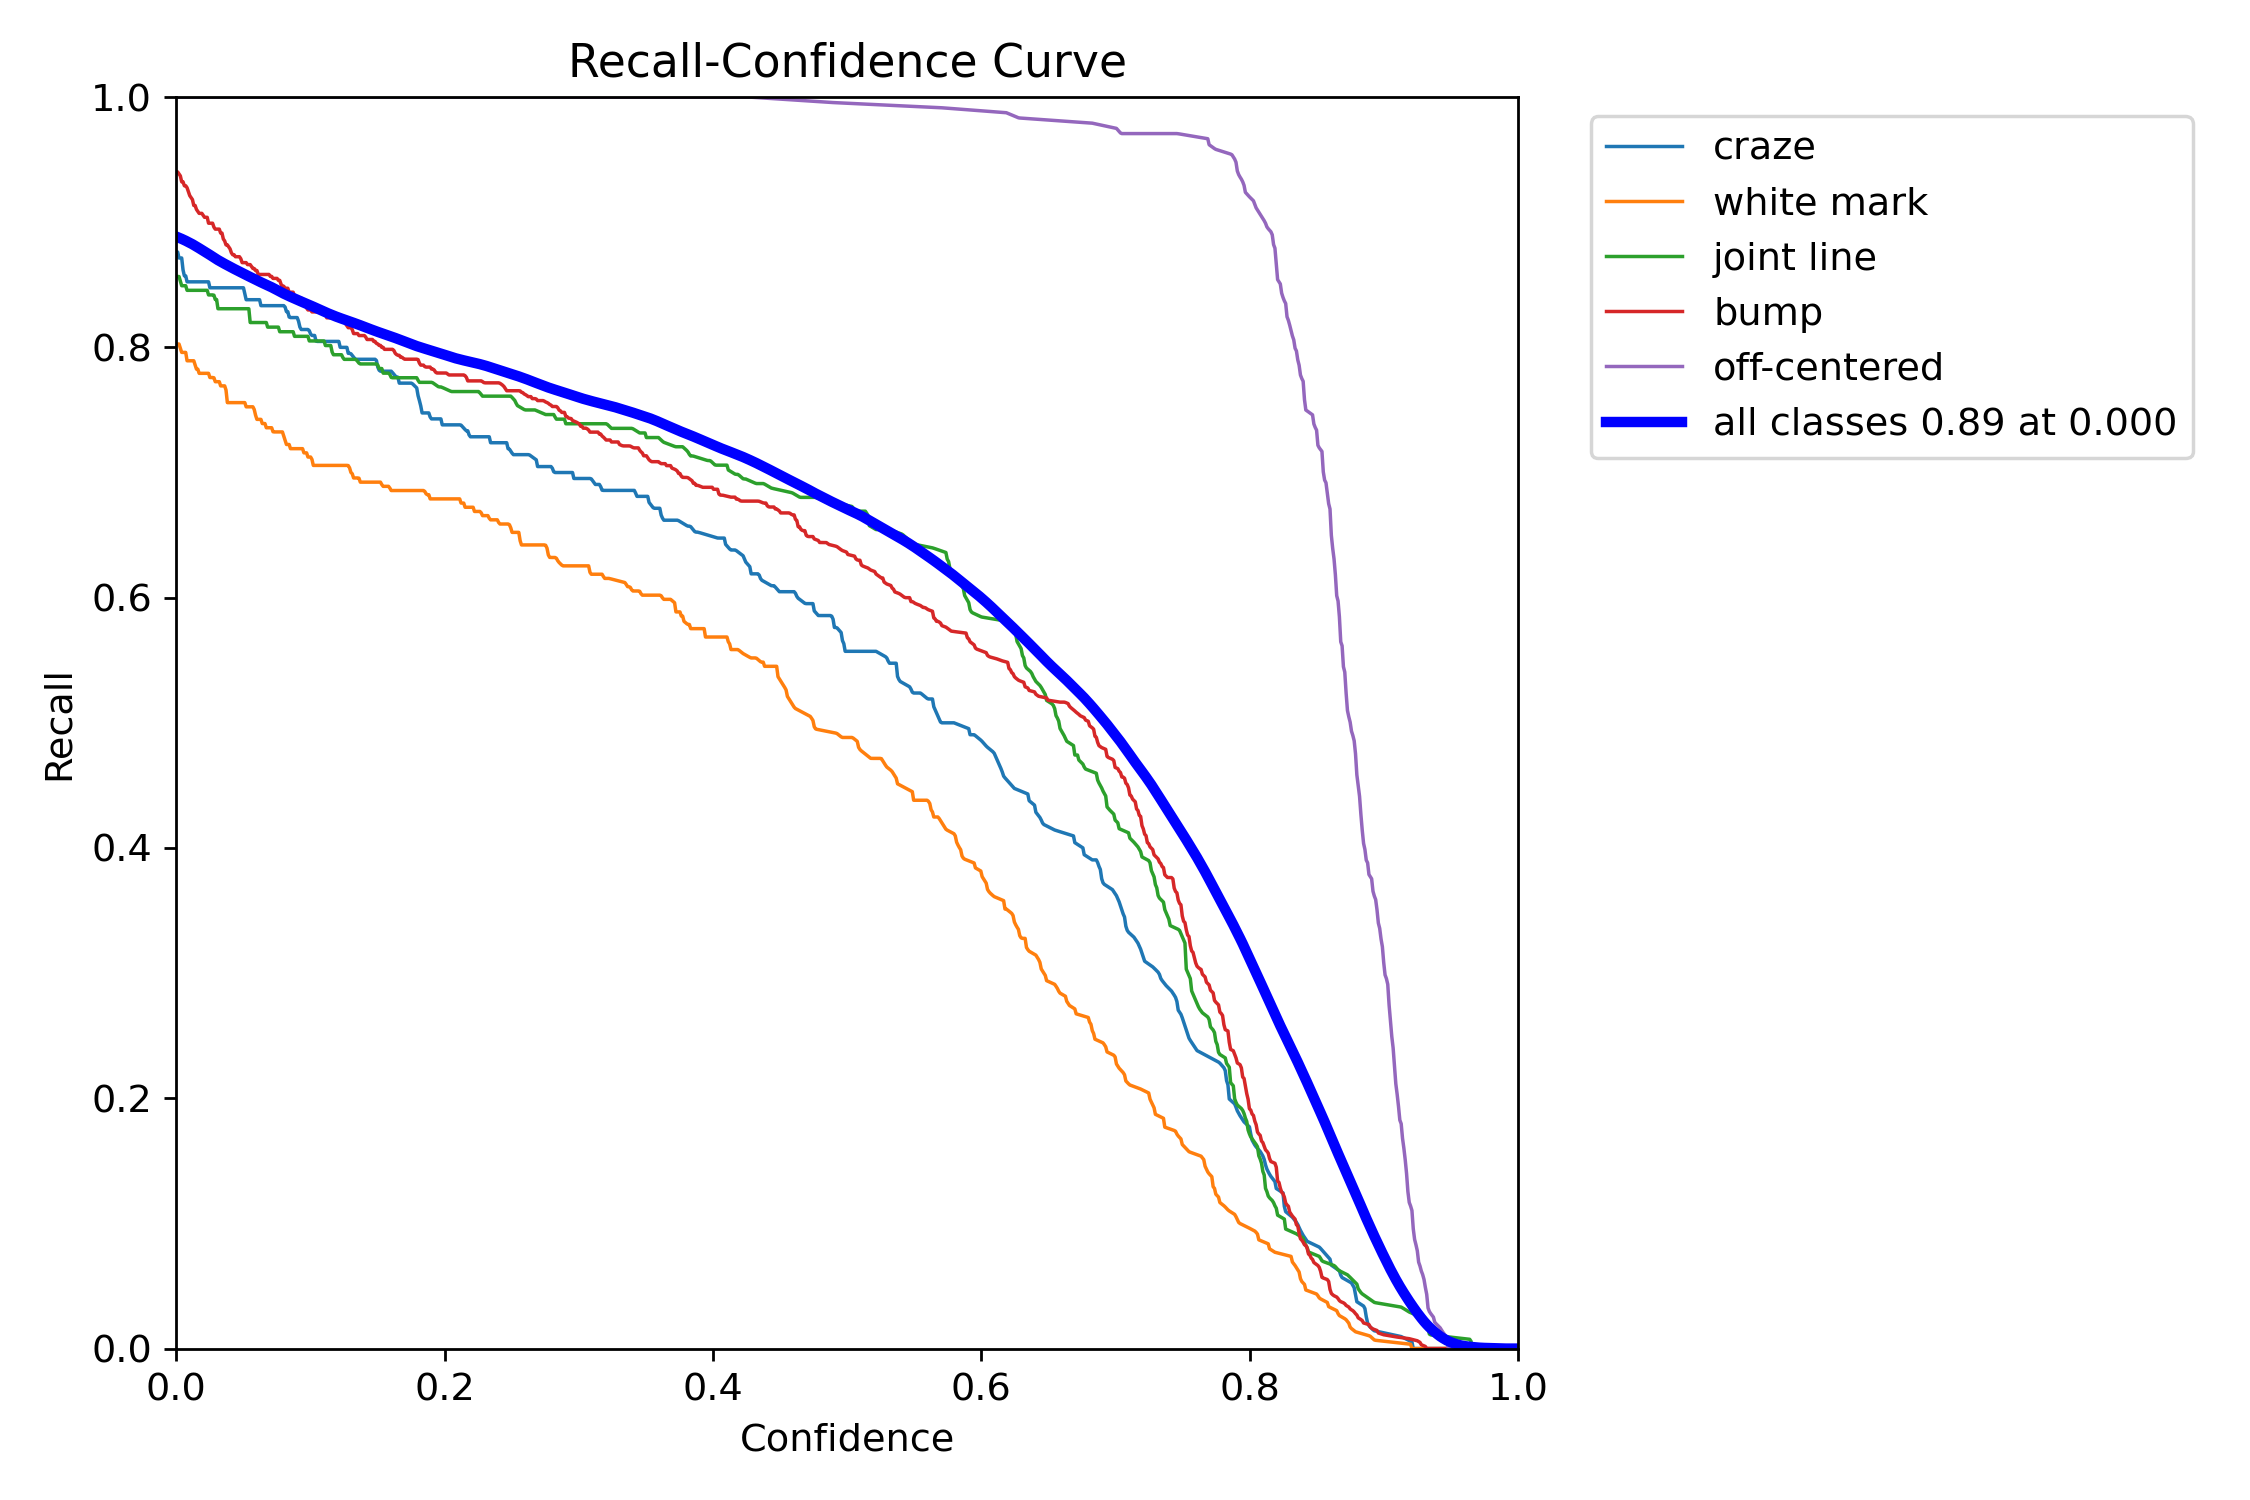 Recall-Confidence Curve
1.0
0.8
0.6
0.4
0.2
0.0
Recall
0.0 0.2 0.4 0.6 0.8 1.0
Confidence
craze
white mark
joint line
bump
off-centered
all classes 0.89 at 0.000